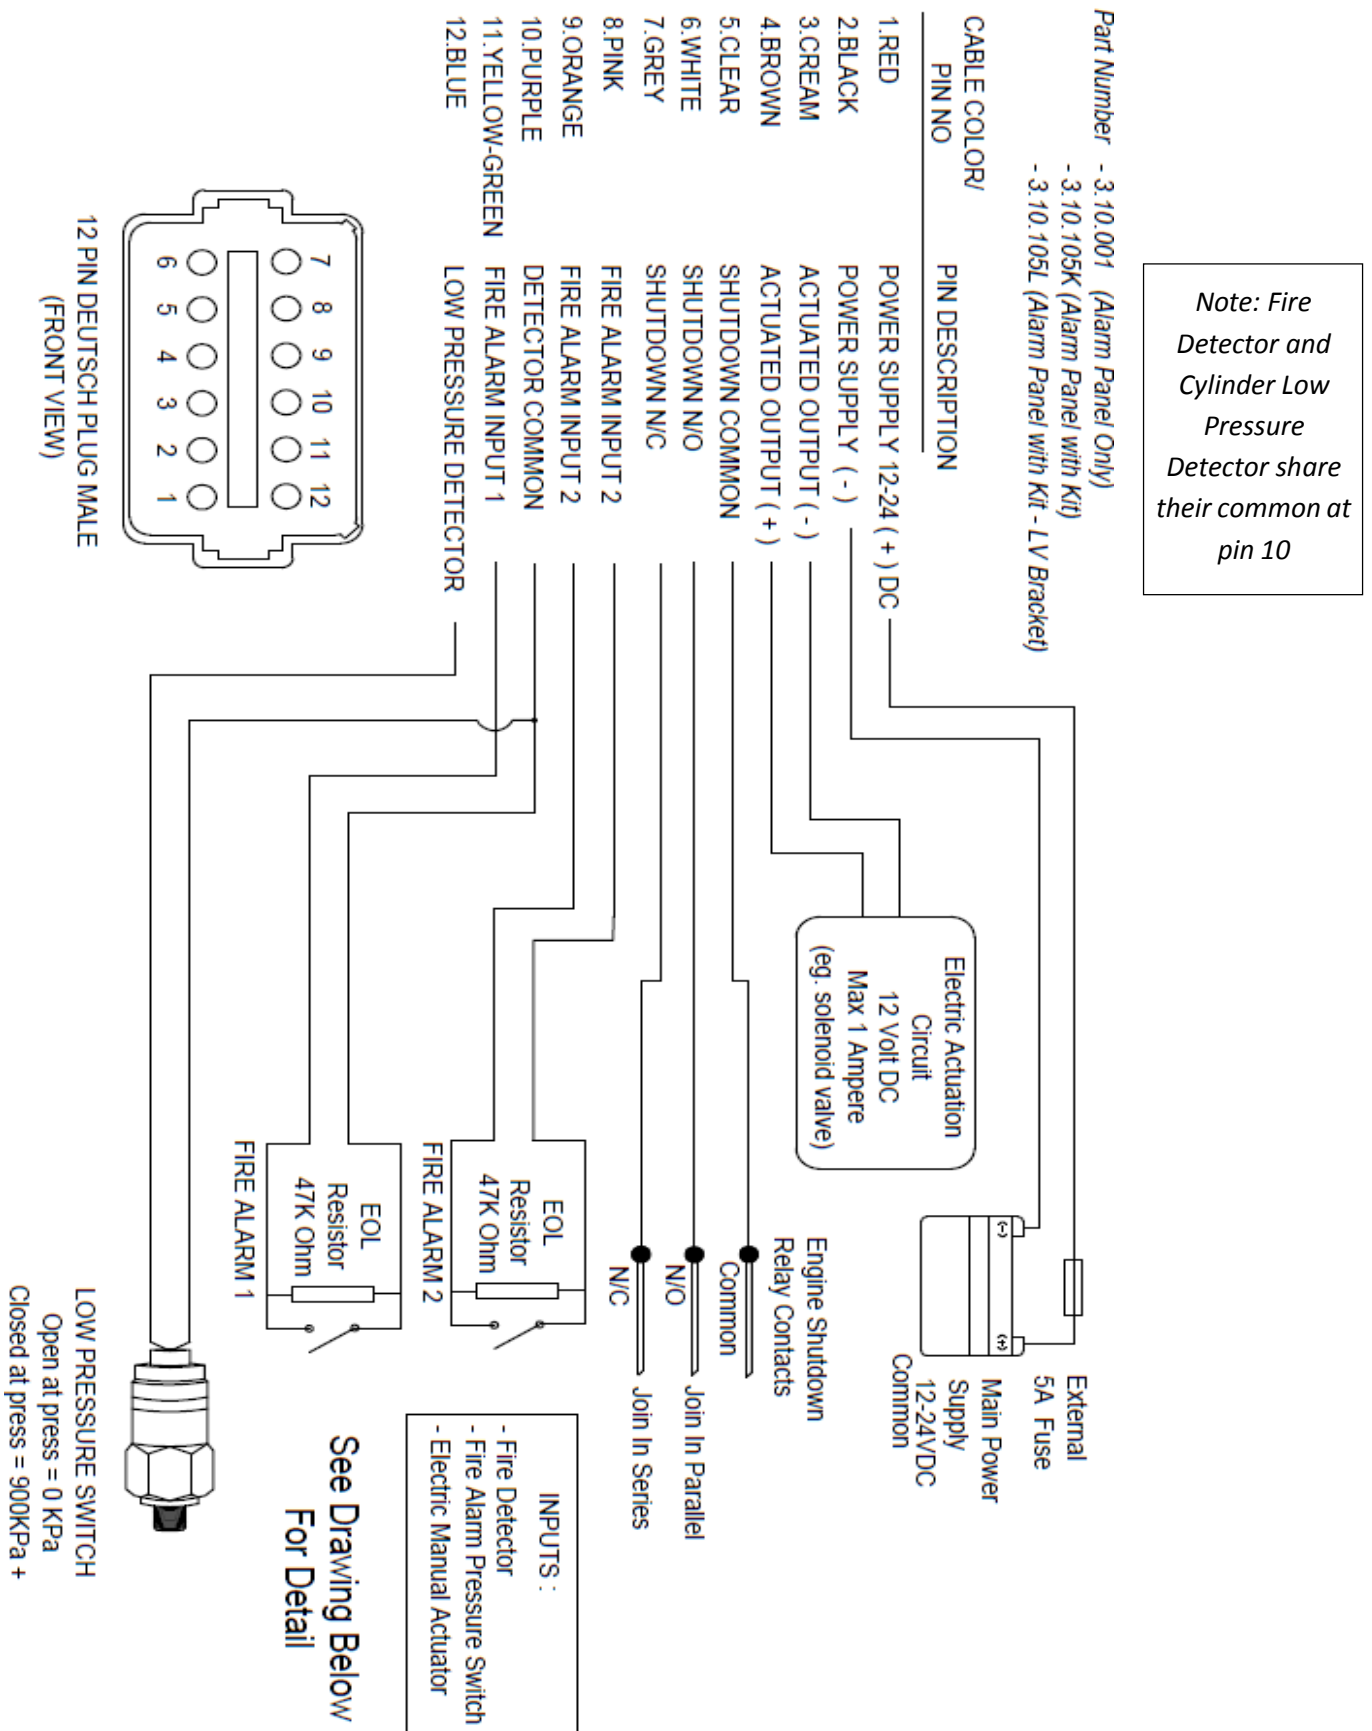 Note: Fire
Detector and
Cylinder Low
Pressure
Detector share
their common at
pin 10
Part Number - 3.10.001 (Alarm Panel Only)
- 3.10.105K (Alarm Panel with Kit)
- 3.10.105L (Alarm Panel with Kit - LV Bracket)
CABLE COLOR/
PIN NO
PIN DESCRIPTION
1.RED POWER SUPPLY 12-24 ( + ) DC
2.BLACK POWER SUPPLY ( - )
3.CREAM ACTUATED OUTPUT ( - )
4.BROWN ACTUATED OUTPUT ( + )
5.CLEAR SHUTDOWN COMMON
6.WHITE SHUTDOWN N/O
7.GREY SHUTDOWN N/C
8.PINK FIRE ALARM INPUT 2
9.ORANGE FIRE ALARM INPUT 2
10.PURPLE DETECTOR COMMON
11.YELLOW-GREEN FIRE ALARM INPUT 1
12.BLUE LOW PRESSURE DETECTOR
7 8 9 10 11 12
6 5 4 3 2 1
12 PIN DEUTSCH PLUG MALE
(FRONT VIEW)
External
5A Fuse
(-) (+)
Main Power
Supply
12-24VDC
Common
Electric Actuation
Circuit
12 Volt DC
Max 1 Ampere
(eg. solenoid valve)
Engine Shutdown
Relay Contacts
Common
N/O
Join In Parallel
N/C
Join In Series
EOL
Resistor
47K Ohm
FIRE ALARM 2
EOL
Resistor
47K Ohm
FIRE ALARM 1
INPUTS :
- Fire Detector
- Fire Alarm Pressure Switch
- Electric Manual Actuator
See Drawing Below
For Detail
LOW PRESSURE SWITCH
Open at press = 0 KPa
Closed at press = 900KPa +